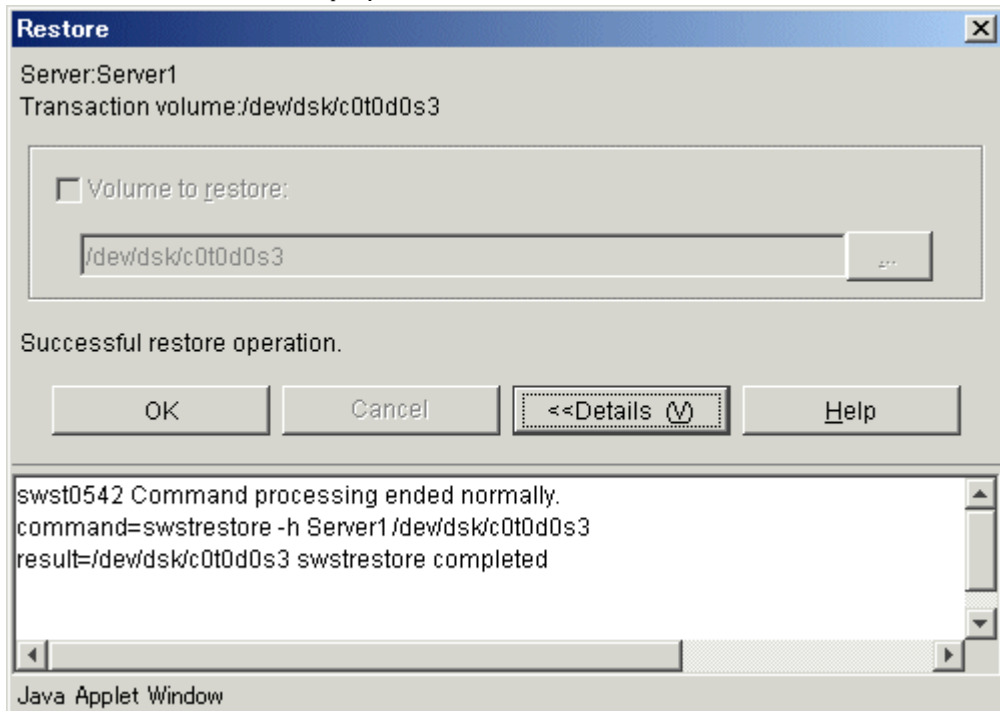 Restore
Server:Server1
Transaction volume:/dev/dsk/c0t0d0s3
Volume to restore:
/dev/dsk/c0t0d0s3
...
Successful restore operation.
OK Cancel <<Details (V) Help
swst0542 Command processing ended normally.
command=swstrestore -h Server1 /dev/dsk/c0t0d0s3
result=/dev/dsk/c0t0d0s3 swstrestore completed
Java Applet Window